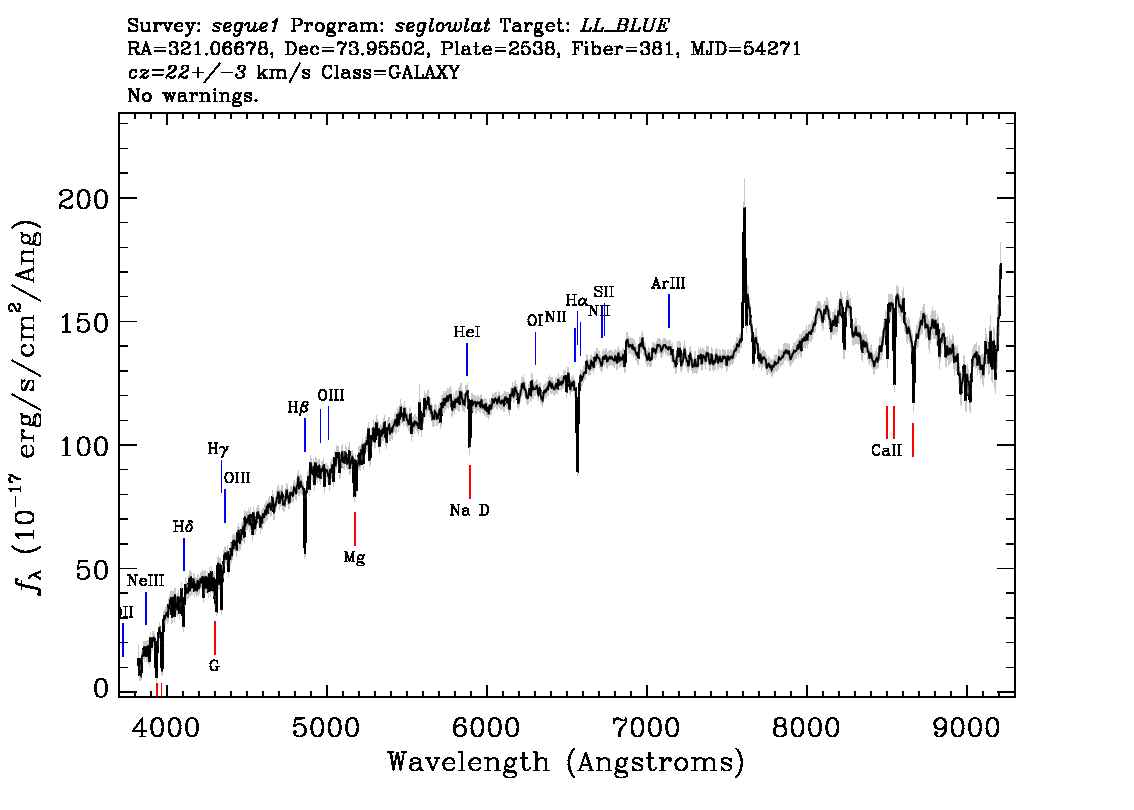 Survey: segue1 Program: seglowlat Target: LL_BLUE
RA=321.06678, Dec=73.95502, Plate=2538, Fiber=381, MJD=54271
cz=22+/-3 km/s Class=GALAXY
No warnings.
200
150
100
50
0
f_λ (10^-17 erg/s/cm^2/Ang)
ArIII
SII
Hα
NII
OI
NII
HeI
OIII
Hβ
Hγ
OIII
Hδ
NeIII
OII
CaII
Na D
Mg
G
4000 5000 6000 7000 8000 9000
Wavelength (Angstroms)